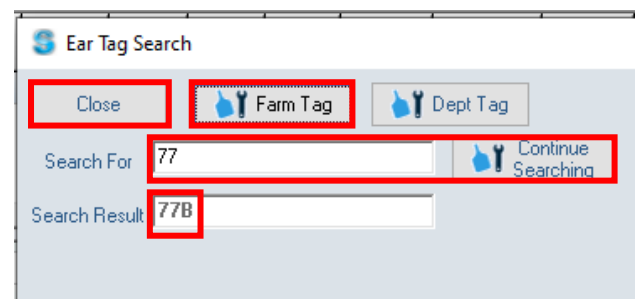 Ear Tag Search
Close Farm Tag Dept Tag
Search For 77 Continue
Searching
Search Result 77B